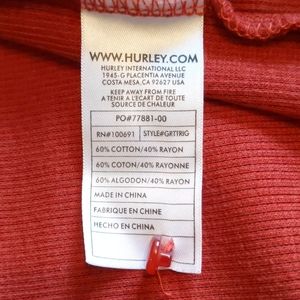 WWW.HURLEY.COM
HURLEY INTERNATIONAL LLC
1945-G PLACENTIA AVENUE
COSTA MESA, CA 92627 USA
KEEP AWAY FROM FIRE
A TENIR A L'ECART DE TOUTE
SOURCE DE CHALEUR
PO#77881-00
RN#100691 STYLE#GRTTRIG
60% COTTON/40% RAYON
60% COTON/40% RAYONNE
60% ALGODON/40% RAYON
MADE IN CHINA
FABRIQUE EN CHINE
HECHO EN CHINA